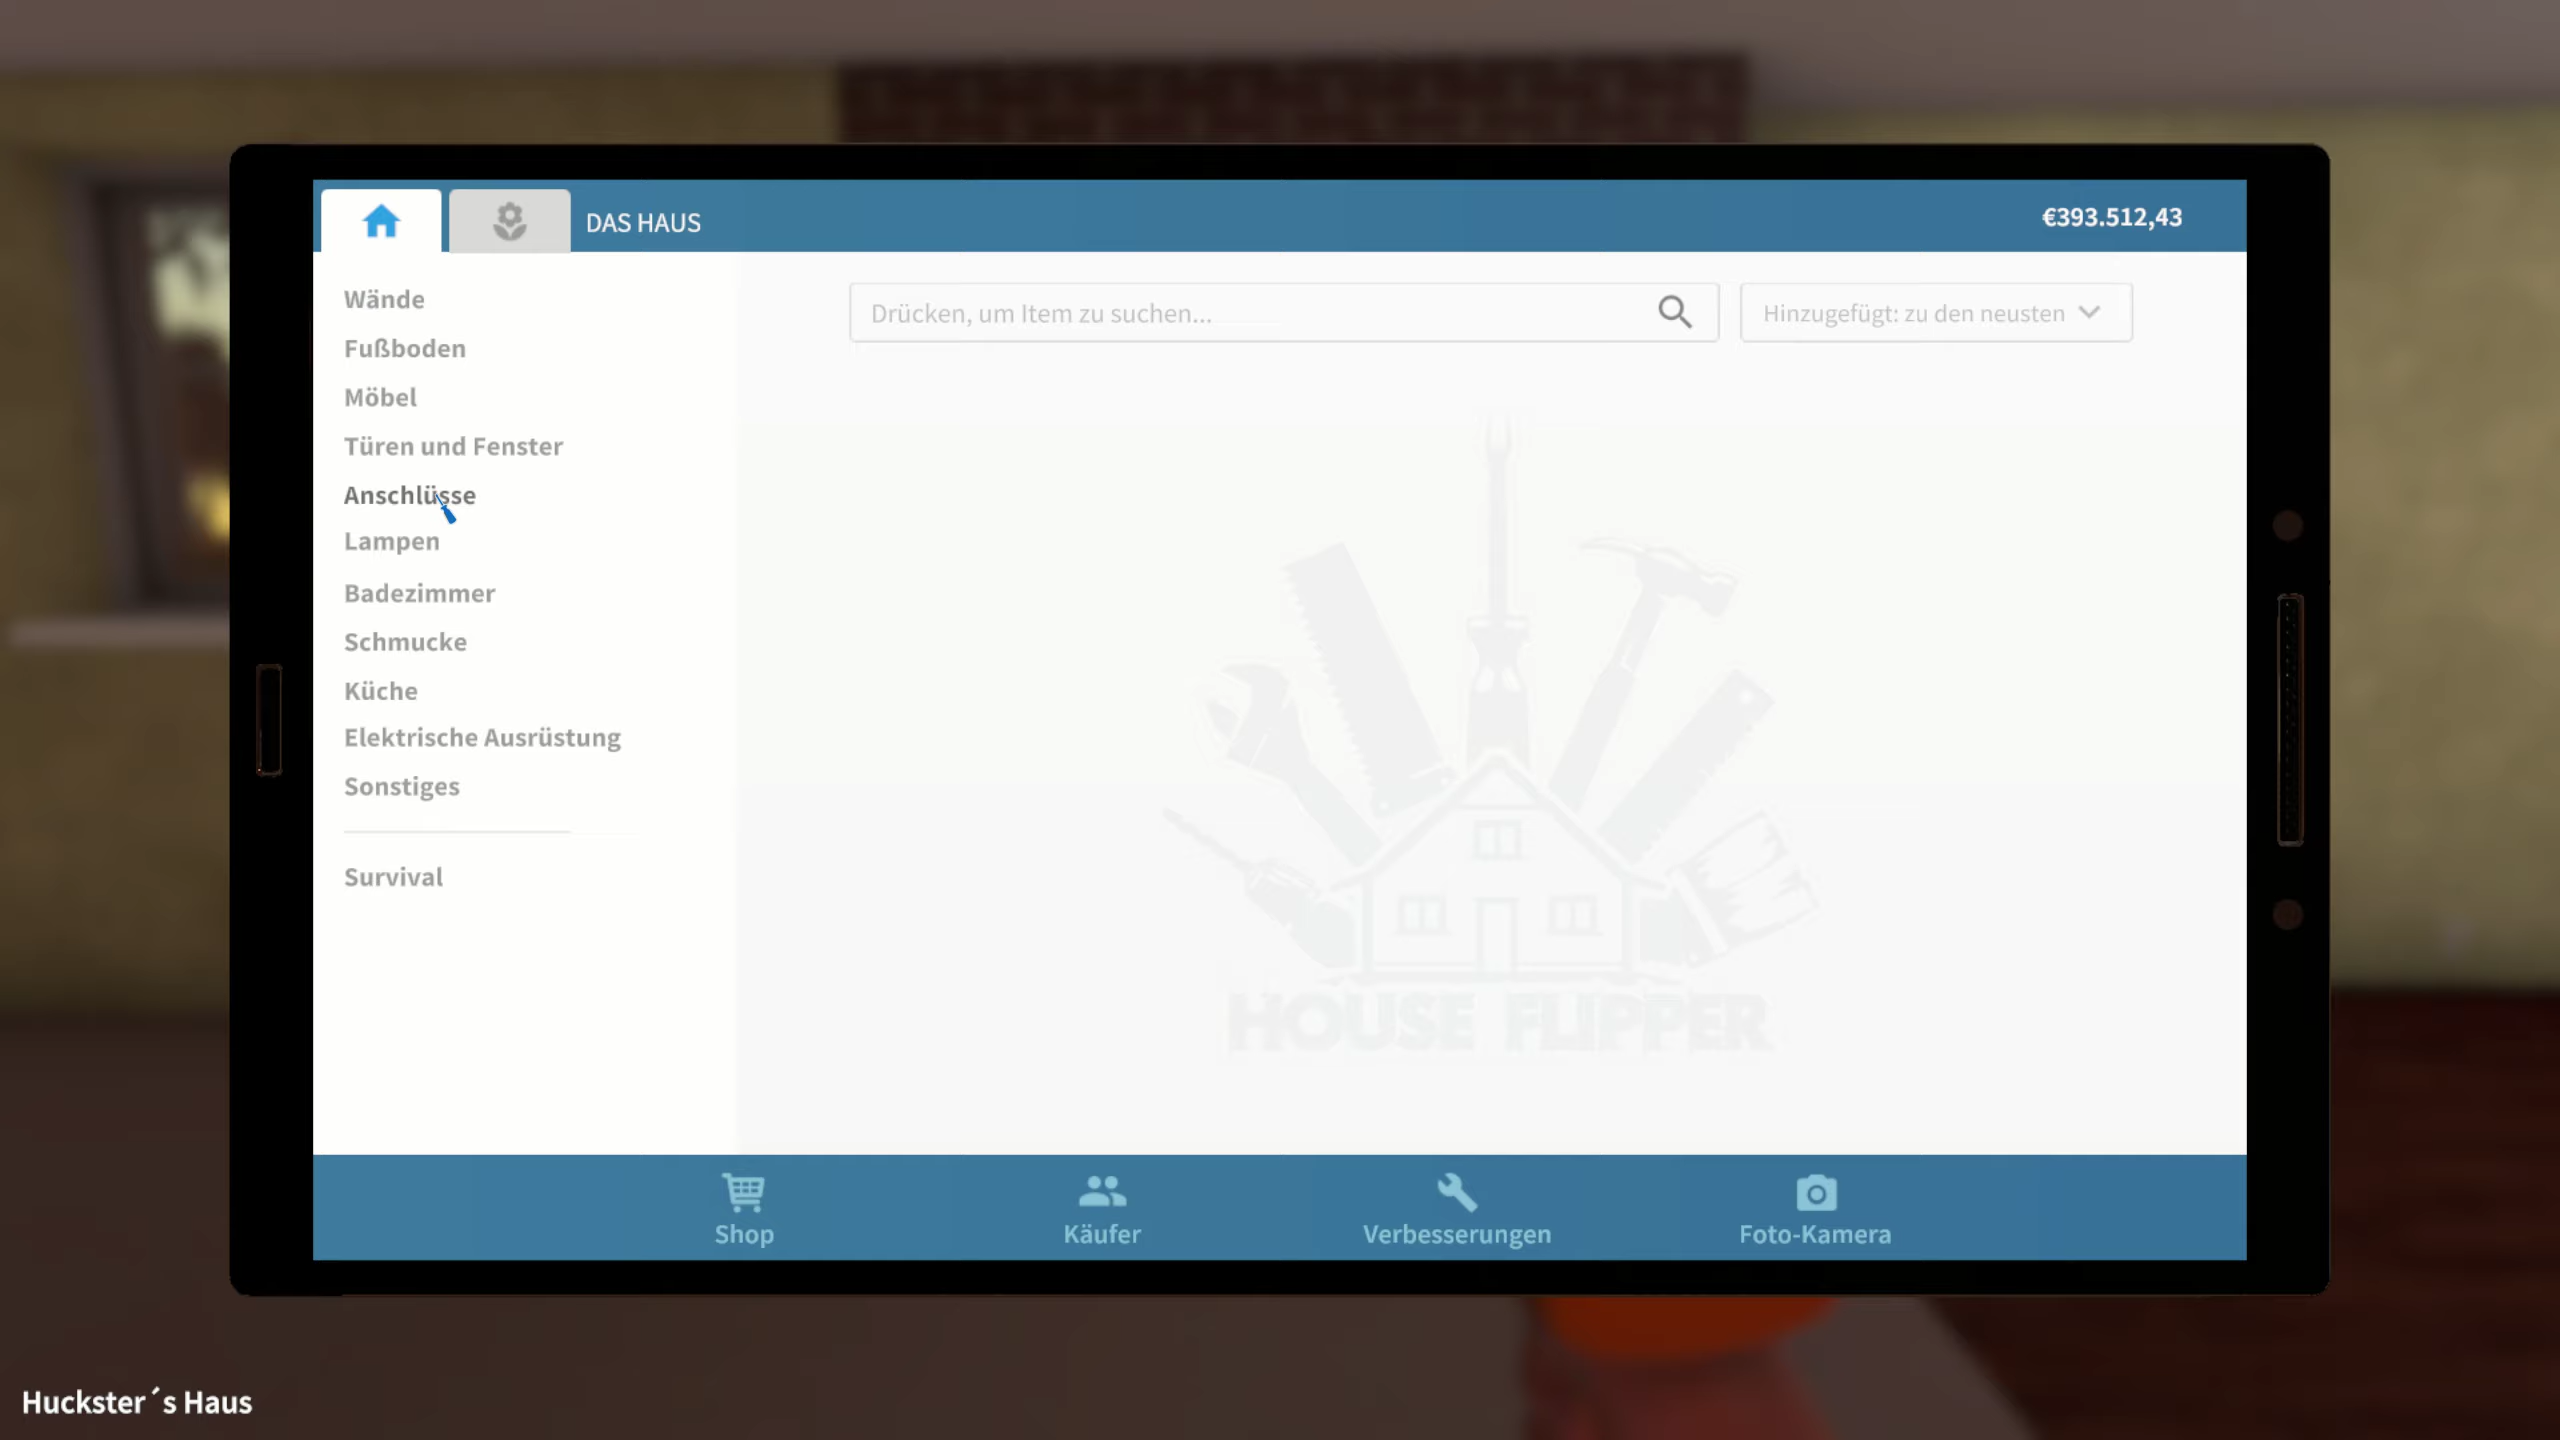 DAS HAUS
€393.512,43
Wände
Fußboden
Möbel
Türen und Fenster
Anschlüsse
Lampen
Badezimmer
Schmucke
Küche
Elektrische Ausrüstung
Sonstiges
Survival
Drücken, um Item zu suchen...
Hinzugefügt: zu den neusten
HOUSE FLIPPER
Shop
Käufer
Verbesserungen
Foto-Kamera
Huckster´s Haus